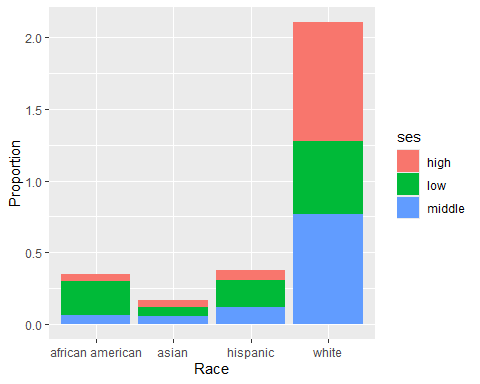 Proportion
2.0
1.5
1.0
0.5
0.0
african american
asian
hispanic
white
Race
ses
high
low
middle